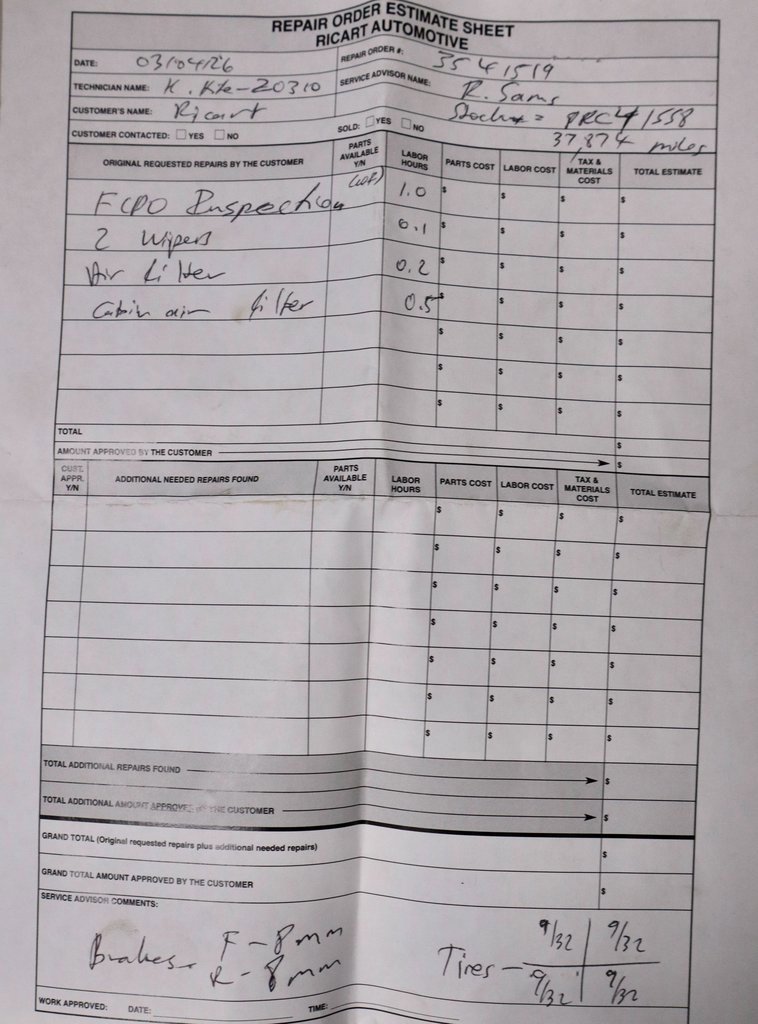 REPAIR ORDER ESTIMATE SHEET
RICART AUTOMOTIVE
DATE: 03/04/26 REPAIR ORDER #: 3541519
TECHNICIAN NAME: K. Kite-20310 SERVICE ADVISOR NAME: R. Sams
CUSTOMER'S NAME: Ricart Stock# = PRC41558
CUSTOMER CONTACTED: YES NO SOLD: YES NO 37,874 miles
ORIGINAL REQUESTED REPAIRS BY THE CUSTOMER PARTS AVAILABLE Y/N LABOR HOURS PARTS COST LABOR COST TAX & MATERIALS COST TOTAL ESTIMATE
Inspection (LOF) 1.0 $ $ $ $
2 Wipers 0.1 $ $ $ $
Air filter 0.2 $ $ $ $
Cabin air filter 0.5 $ $ $ $
$ $ $ $
$ $ $ $
$ $ $ $
TOTAL $
AMOUNT APPROVED BY THE CUSTOMER $
CUST. APPR. Y/N ADDITIONAL NEEDED REPAIRS FOUND PARTS AVAILABLE Y/N LABOR HOURS PARTS COST LABOR COST TAX & MATERIALS COST TOTAL ESTIMATE
$ $ $ $
$ $ $ $
$ $ $ $
$ $ $ $
$ $ $ $
$ $ $ $
$ $ $ $
TOTAL ADDITIONAL REPAIRS FOUND $
TOTAL ADDITIONAL AMOUNT APPROVED BY THE CUSTOMER $
GRAND TOTAL (Original requested repairs plus additional needed repairs) $
GRAND TOTAL AMOUNT APPROVED BY THE CUSTOMER $
SERVICE ADVISOR COMMENTS:
Brakes - F - 8mm
R - 8mm
Tires - 9/32 9/32
9/32 9/32
WORK APPROVED: DATE: TIME: